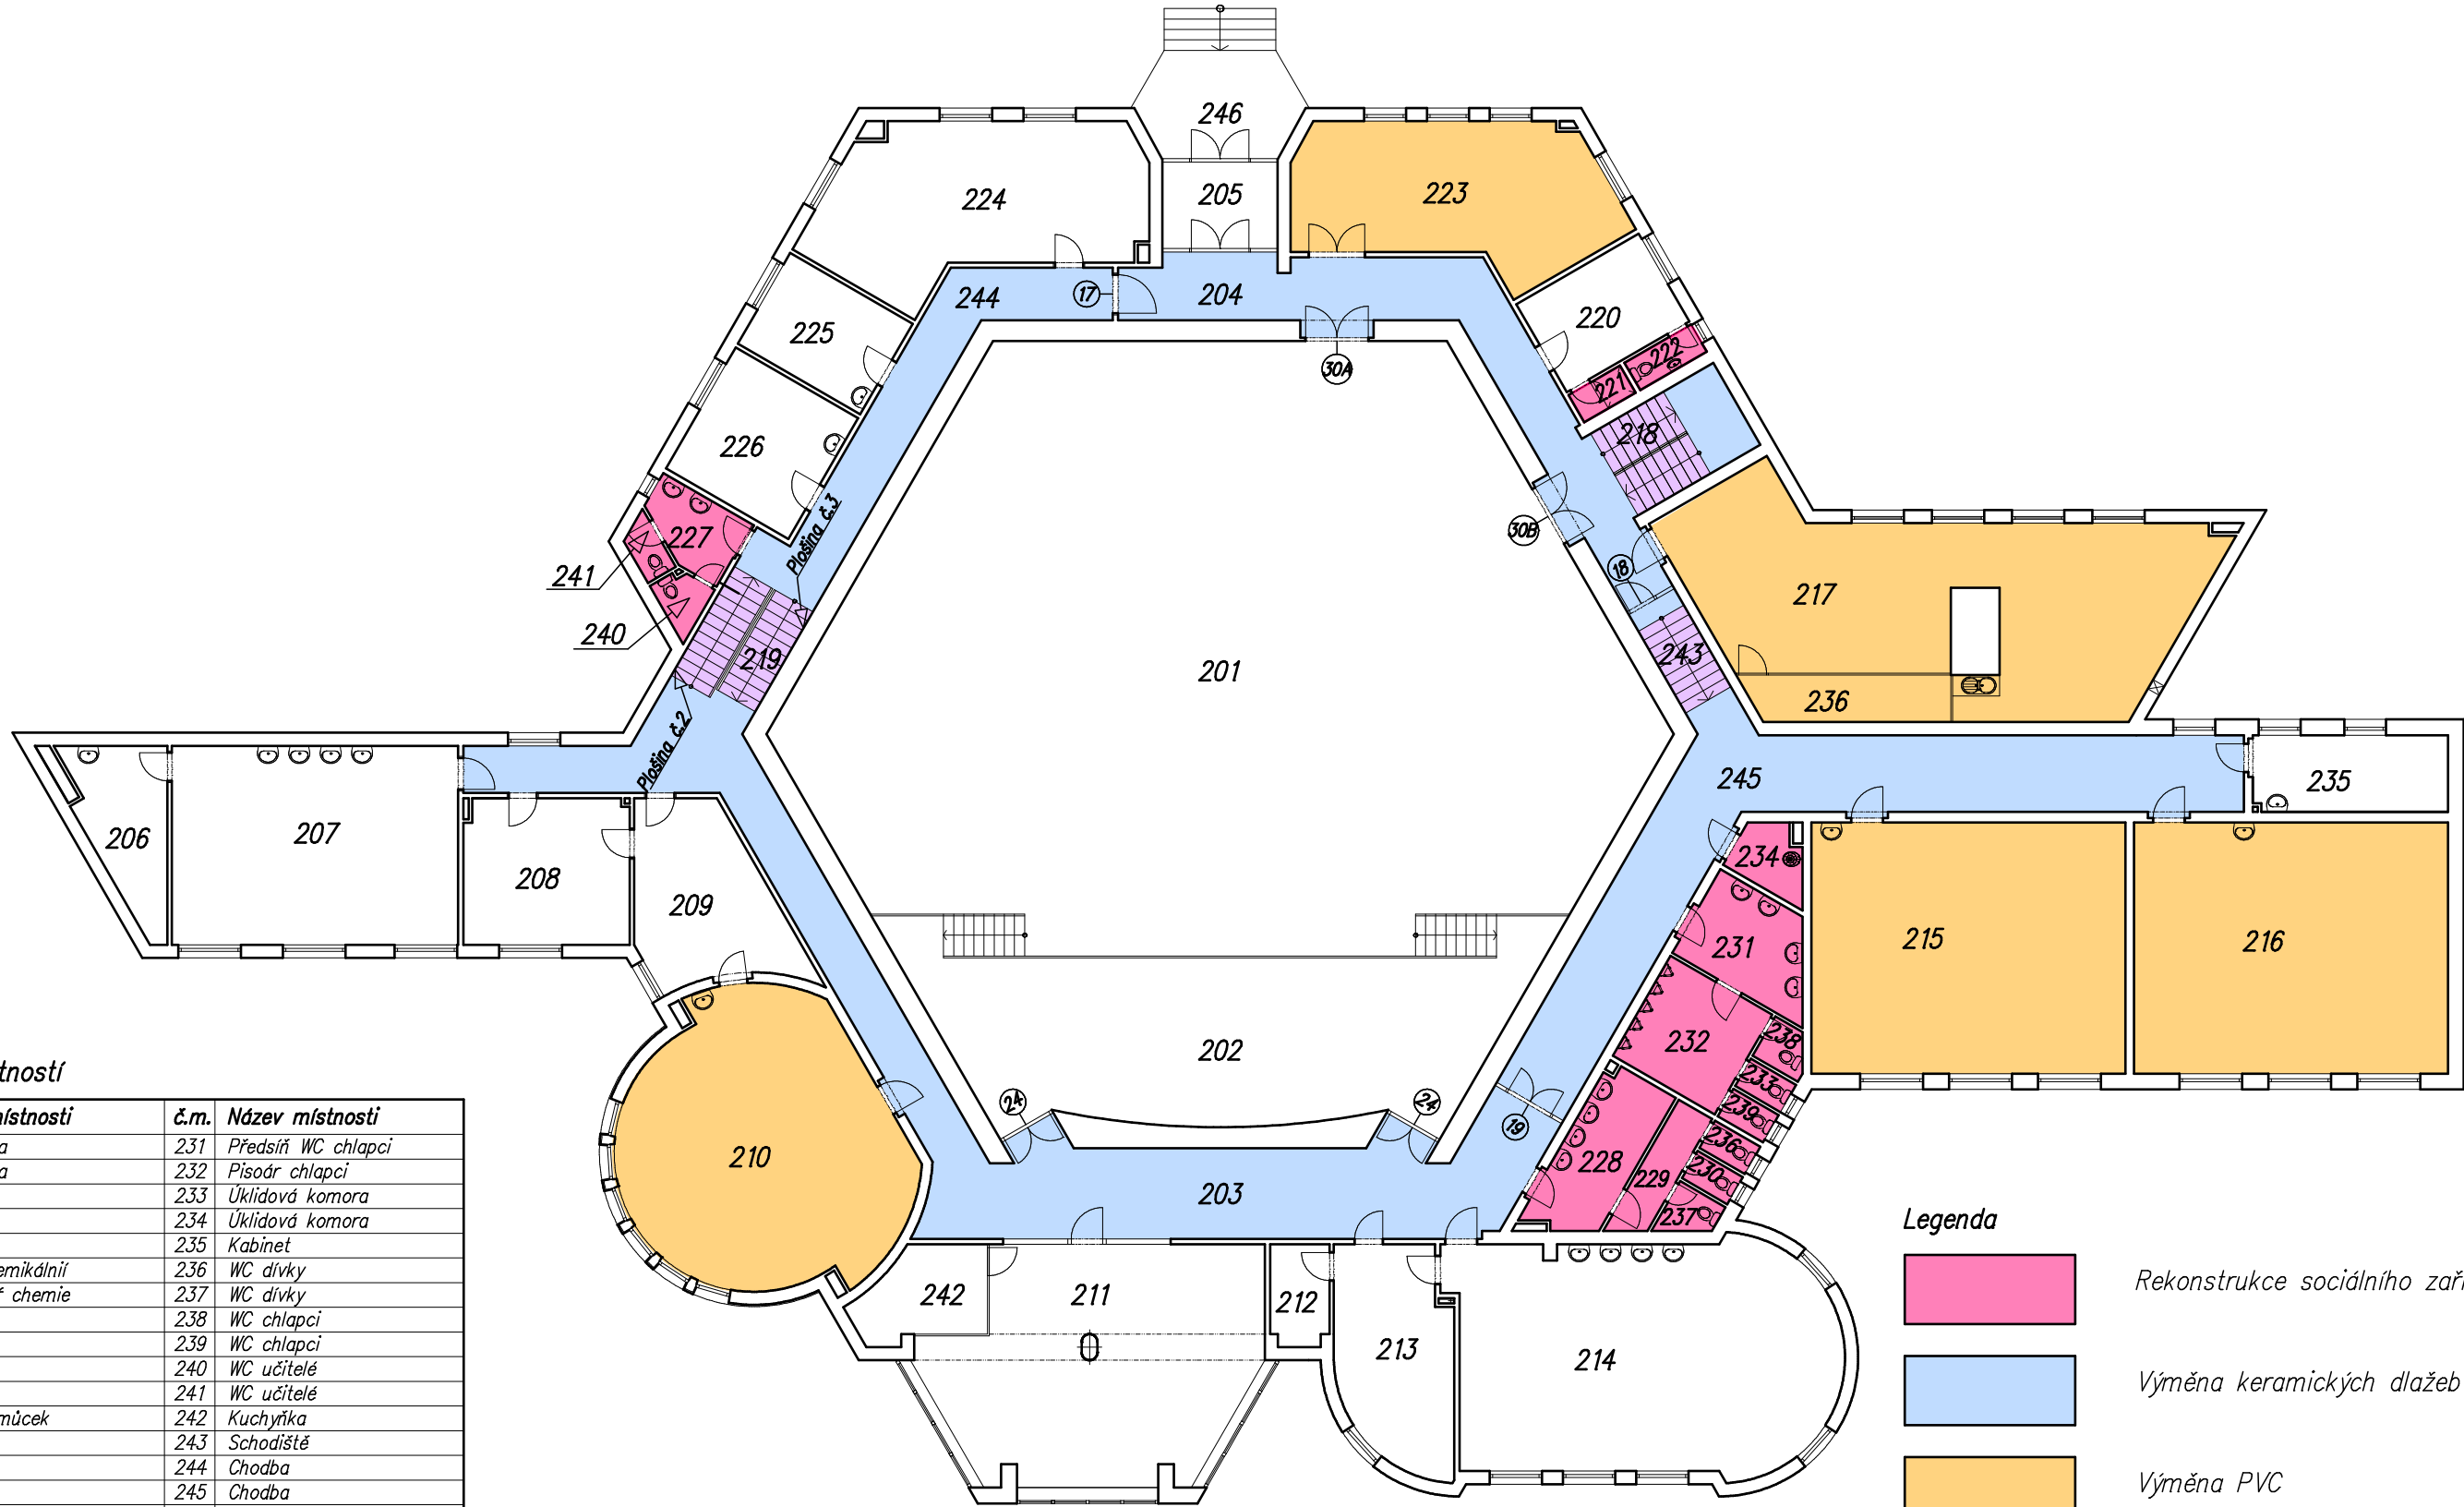 246
224
205
223
244
17
204
220
225
30A
222
221
226
218
Plošina č.3
30B
227
18
241
217
240
219
201
243
236
Plošina č.2
245
235
206
207
208
234
209
215
216
231
202
232
238
233
239
24
24
19
236
210
228
230
229
203
237
242
211
212
213
214
tností
ístnosti č.m. Název místnosti
a 231 Předsíň WC chlapci
a 232 Pisoár chlapci
233 Úklidová komora
234 Úklidová komora
235 Kabinet
emikálnií 236 WC dívky
ř chemie 237 WC dívky
238 WC chlapci
239 WC chlapci
240 WC učitelé
241 WC učitelé
můcek 242 Kuchyňka
243 Schodiště
244 Chodba
245 Chodba
Legenda
Rekonstrukce sociálního zaří
Výměna keramických dlažeb
Výměna PVC